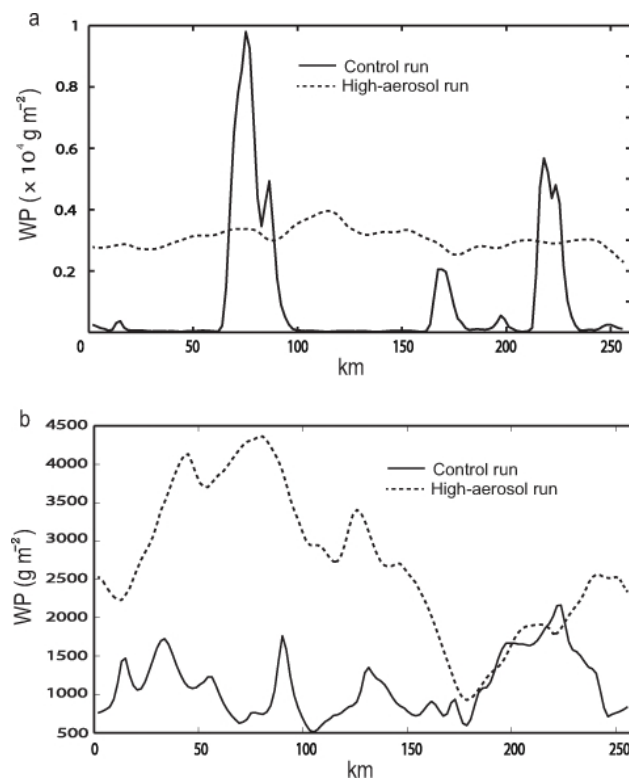 a
1
0.8
0.6
0.4
0.2
WP ( × 10⁴ g m⁻²)
Control run
High-aerosol run
0 50 100 150 200 250
km
b
4500
4000
3500
3000
2500
2000
1500
1000
500
WP (g m⁻²)
Control run
High-aerosol run
0 50 100 150 200 250
km